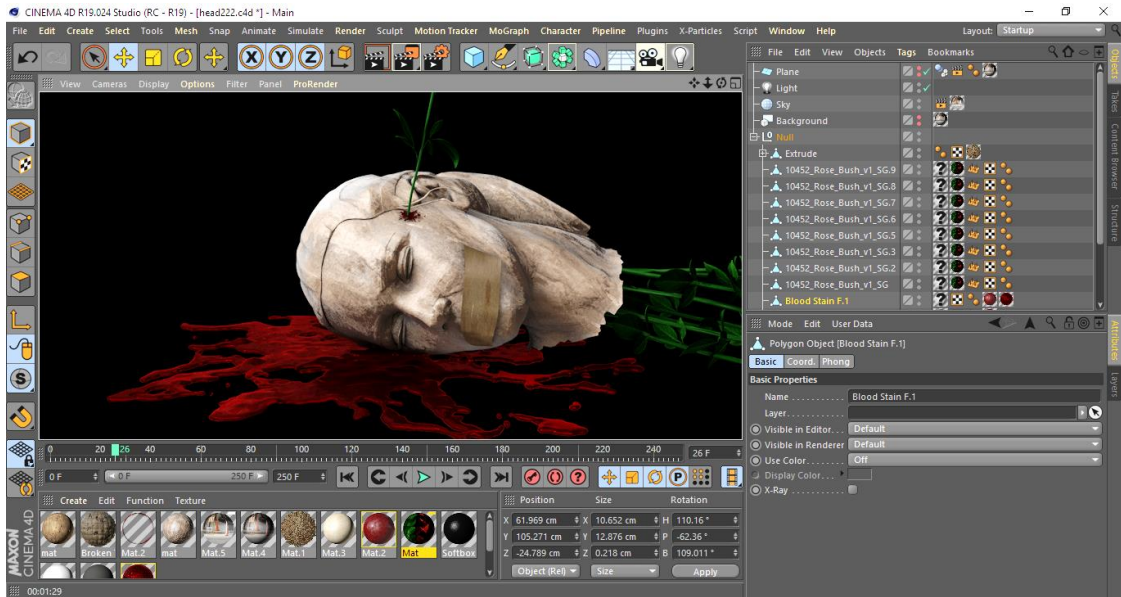 CINEMA 4D R19.024 Studio (RC - R19) - [head222.c4d *] - Main
File Edit Create Select Tools Mesh Snap Animate Simulate Render Sculpt Motion Tracker MoGraph Character Pipeline Plugins X-Particles Script Window Help Layout: Startup
X Y Z
View Cameras Display Options Filter Panel ProRender
File Edit View Objects Tags Bookmarks
Plane
Light
Sky
Background
Null
Extrude
10452_Rose_Bush_v1_SG.9
10452_Rose_Bush_v1_SG.8
10452_Rose_Bush_v1_SG.7
10452_Rose_Bush_v1_SG.6
10452_Rose_Bush_v1_SG.5
10452_Rose_Bush_v1_SG.3
10452_Rose_Bush_v1_SG.2
10452_Rose_Bush_v1_SG
Blood Stain F.1
Objects
Takes
Content Browser
Structure
Mode Edit User Data
Polygon Object [Blood Stain F.1]
Basic Coord. Phong
Basic Properties
Name Blood Stain F.1
Layer
Visible in Editor Default
Visible in Renderer Default
Use Color Off
Display Color
X-Ray
Attributes
Layers
0 20 26 40 60 80 100 120 140 160 180 200 220 240 26 F
0 F 0 F 250 F 250 F
P
Create Edit Function Texture
mat Broken Mat.2 mat Mat.5 Mat.4 Mat.1 Mat.3 Mat.2 Mat Softbox
Position Size Rotation
X 61.969 cm X 10.652 cm H 110.16 °
Y 105.271 cm Y 12.876 cm P -62.36 °
Z -24.789 cm Z 0.218 cm B 109.011 °
Object (Rel) Size Apply
MAXON
CINEMA 4D
00:01:29